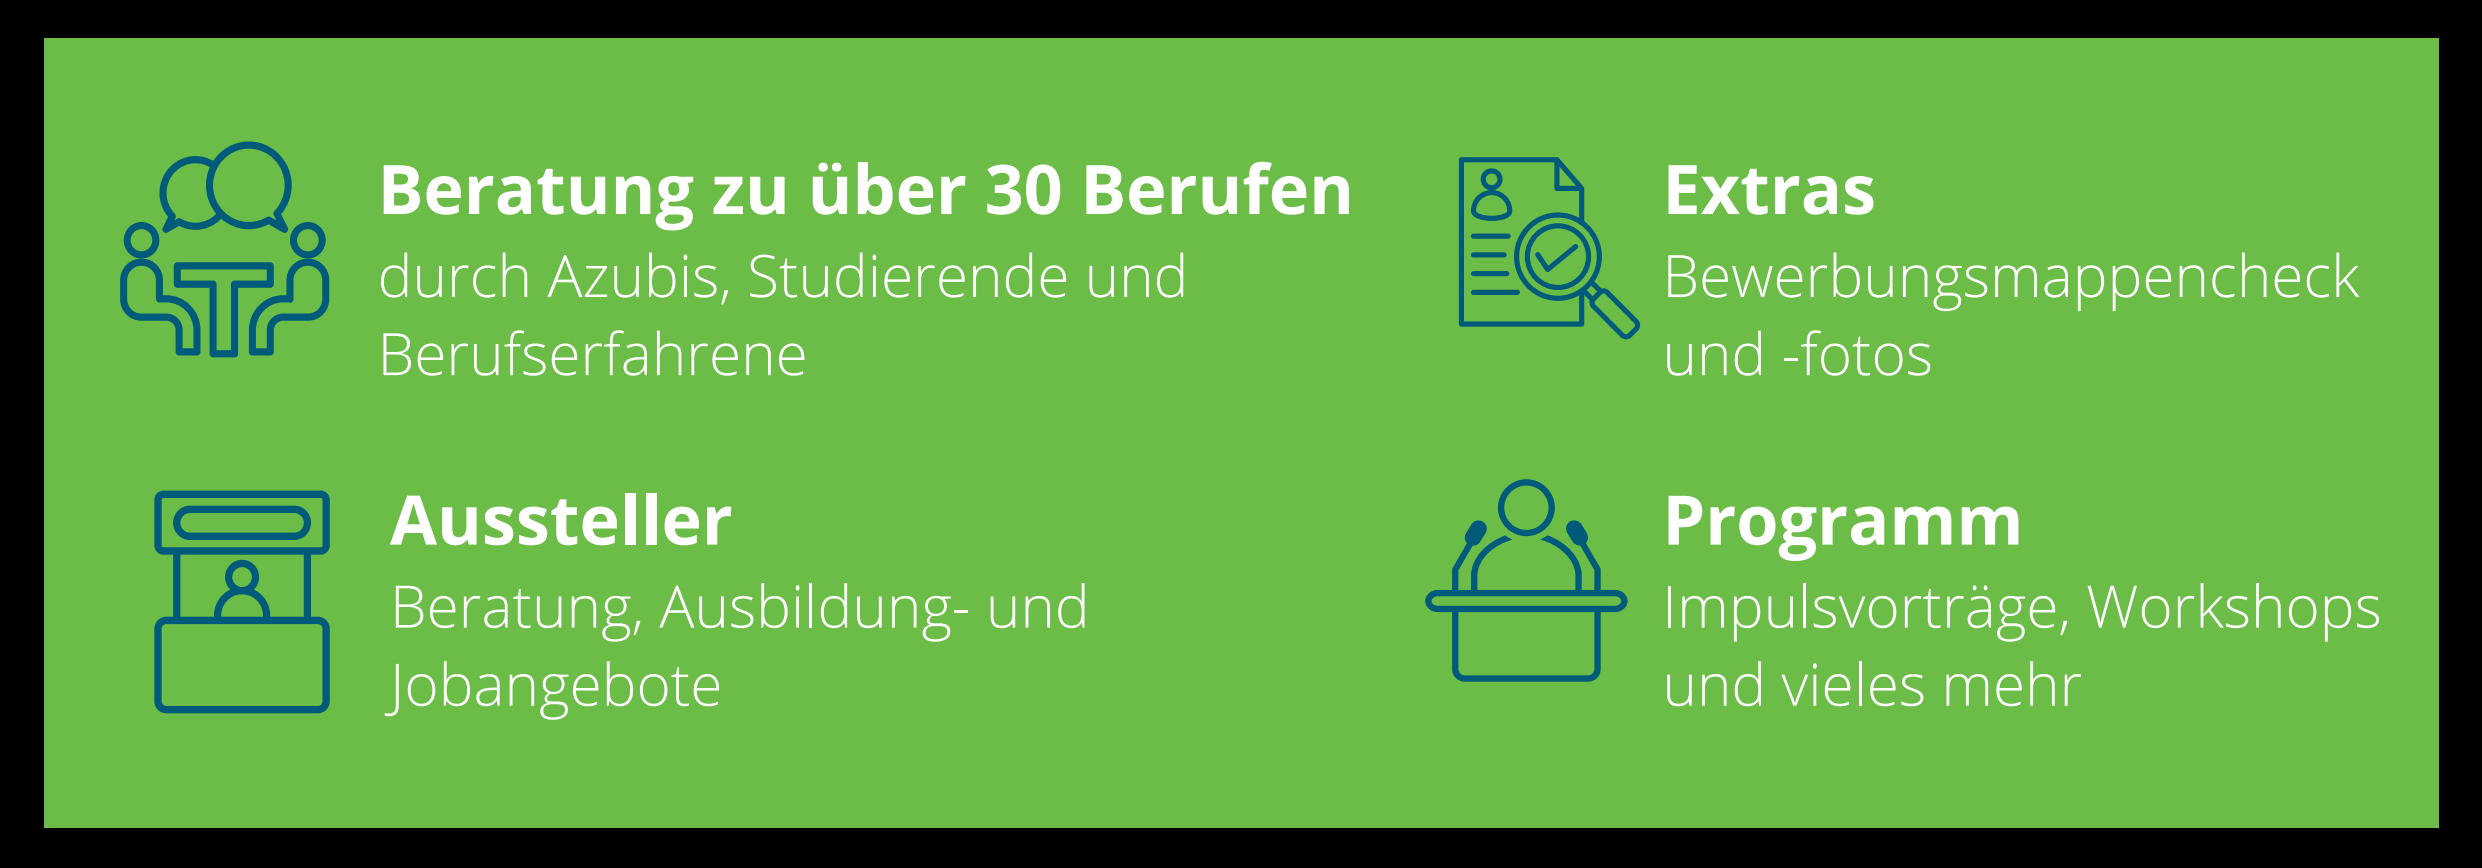 Beratung zu über 30 Berufen
durch Azubis, Studierende und
Berufserfahrene
Extras
Bewerbungsmappencheck
und -fotos
Aussteller
Beratung, Ausbildung- und
Jobangebote
Programm
Impulsvorträge, Workshops
und vieles mehr